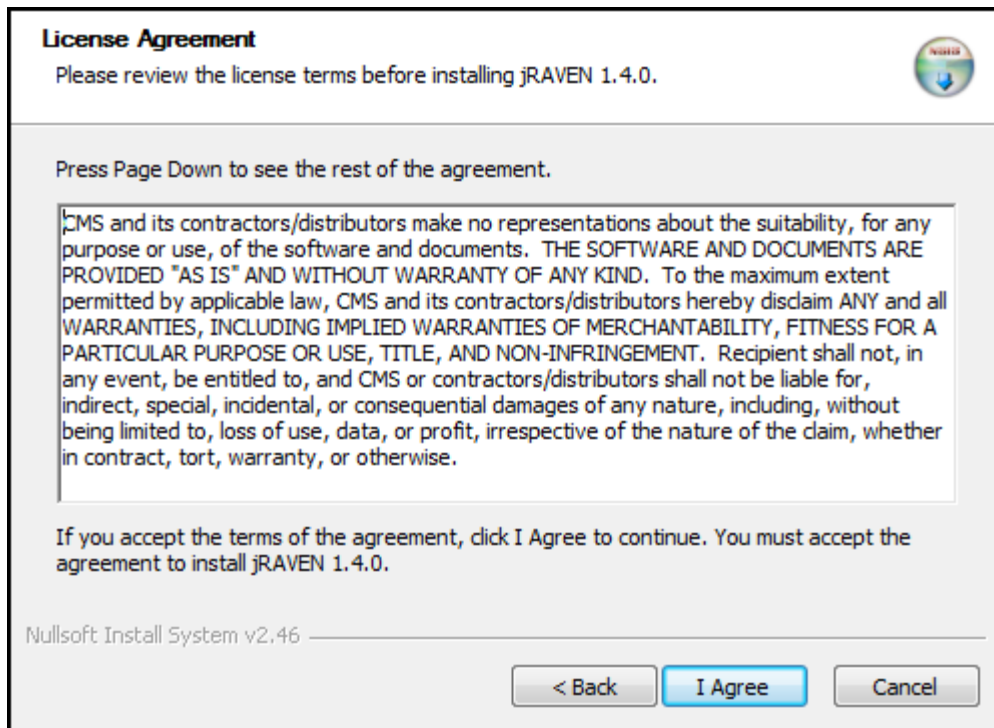 License Agreement
Please review the license terms before installing jRAVEN 1.4.0.
Press Page Down to see the rest of the agreement.
CMS and its contractors/distributors make no representations about the suitability, for any
purpose or use, of the software and documents.  THE SOFTWARE AND DOCUMENTS ARE
PROVIDED "AS IS" AND WITHOUT WARRANTY OF ANY KIND.  To the maximum extent
permitted by applicable law, CMS and its contractors/distributors hereby disclaim ANY and all
WARRANTIES, INCLUDING IMPLIED WARRANTIES OF MERCHANTABILITY, FITNESS FOR A
PARTICULAR PURPOSE OR USE, TITLE, AND NON-INFRINGEMENT.  Recipient shall not, in
any event, be entitled to, and CMS or contractors/distributors shall not be liable for,
indirect, special, incidental, or consequential damages of any nature, including, without
being limited to, loss of use, data, or profit, irrespective of the nature of the claim, whether
in contract, tort, warranty, or otherwise.
If you accept the terms of the agreement, click I Agree to continue. You must accept the
agreement to install jRAVEN 1.4.0.
Nullsoft Install System v2.46
< Back
I Agree
Cancel